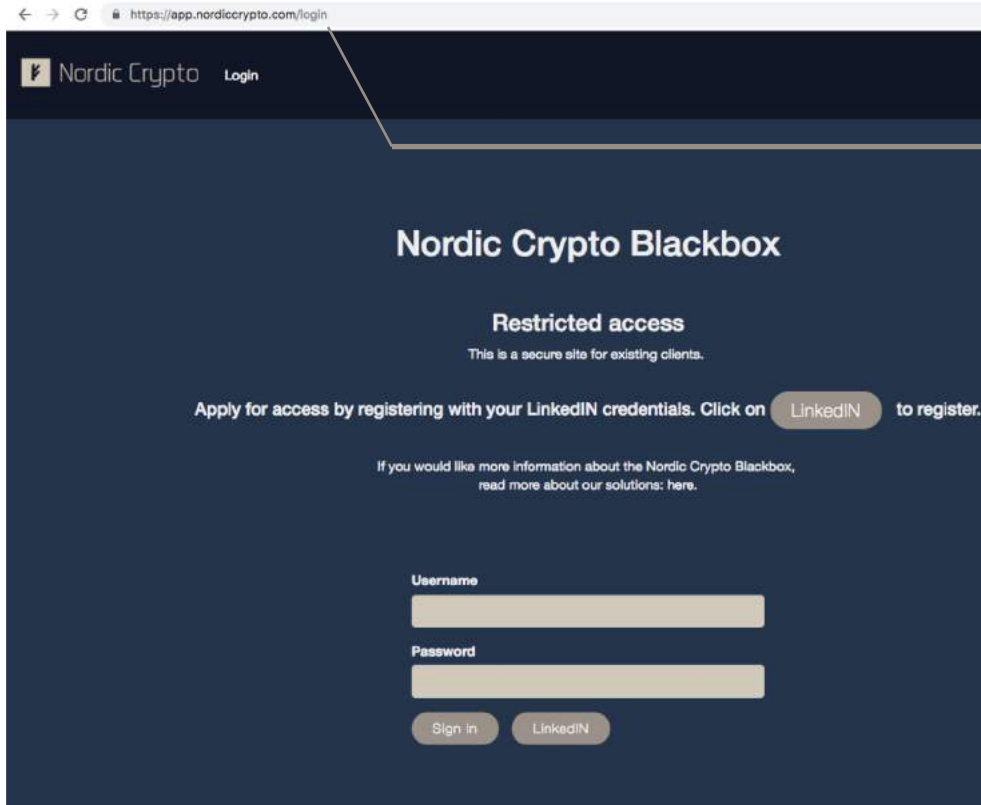 https://app.nordiccrypto.com/login
Nordic Crypto Login
Nordic Crypto Blackbox
Restricted access
This is a secure site for existing clients.
Apply for access by registering with your LinkedIN credentials. Click on LinkedIN to register.
If you would like more information about the Nordic Crypto Blackbox,
read more about our solutions: here.
Username
Password
Sign in LinkedIN